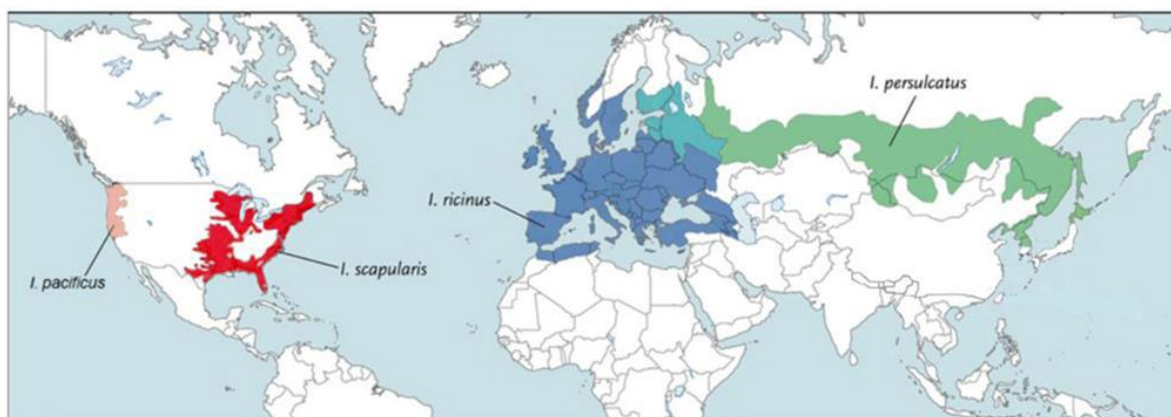 I. persulcatus
I. ricinus
I. scapularis
I. pacificus